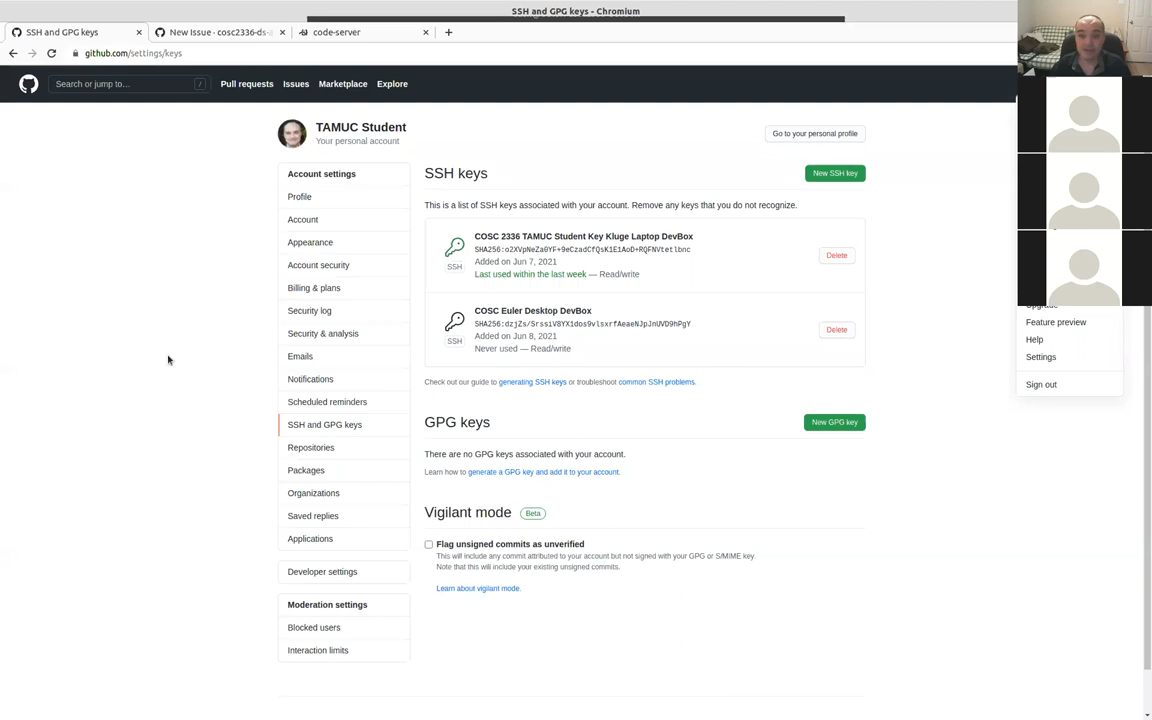 SSH and GPG keys - Chromium
SSH and GPG keys
New Issue · cosc2336-ds-a
code-server
github.com/settings/keys
Search or jump to…
/
Pull requests
Issues
Marketplace
Explore
TAMUC Student
Your personal account
Go to your personal profile
Account settings
Profile
Account
Appearance
Account security
Billing & plans
Security log
Security & analysis
Emails
Notifications
Scheduled reminders
SSH and GPG keys
Repositories
Packages
Organizations
Saved replies
Applications
Developer settings
Moderation settings
Blocked users
Interaction limits
SSH keys
New SSH key
This is a list of SSH keys associated with your account. Remove any keys that you do not recognize.
COSC 2336 TAMUC Student Key Kluge Laptop DevBox
SHA256:o2XVpNeZa0YF+9eCzadCfQsK1E1AoD+RQFNVtetlbnc
Added on Jun 7, 2021
Last used within the last week — Read/write
SSH
Delete
COSC Euler Desktop DevBox
SHA256:dzjZs/SrssiV8YX1dos9vlsxrfAeaeNJpJnUVD9hPgY
Added on Jun 8, 2021
Never used — Read/write
SSH
Delete
Check out our guide to generating SSH keys or troubleshoot common SSH problems.
GPG keys
New GPG key
There are no GPG keys associated with your account.
Learn how to generate a GPG key and add it to your account.
Vigilant mode
Beta
Flag unsigned commits as unverified
This will include any commit attributed to your account but not signed with your GPG or S/MIME key.
Note that this will include your existing unsigned commits.
Learn about vigilant mode.
Feature preview
Help
Settings
Sign out